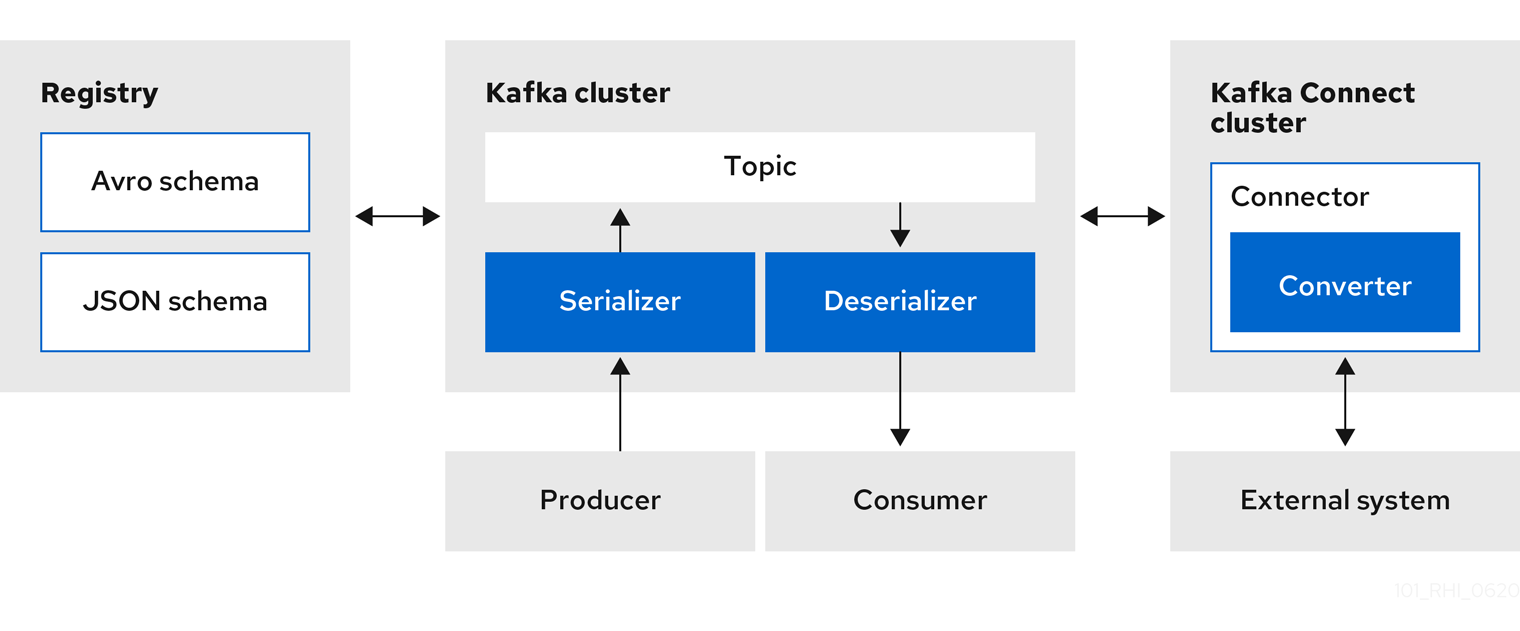 Registry
Avro schema
JSON schema
Kafka cluster
Topic
Serializer
Deserializer
Producer
Consumer
Kafka Connect
cluster
Connector
Converter
External system
101_RHI_0620